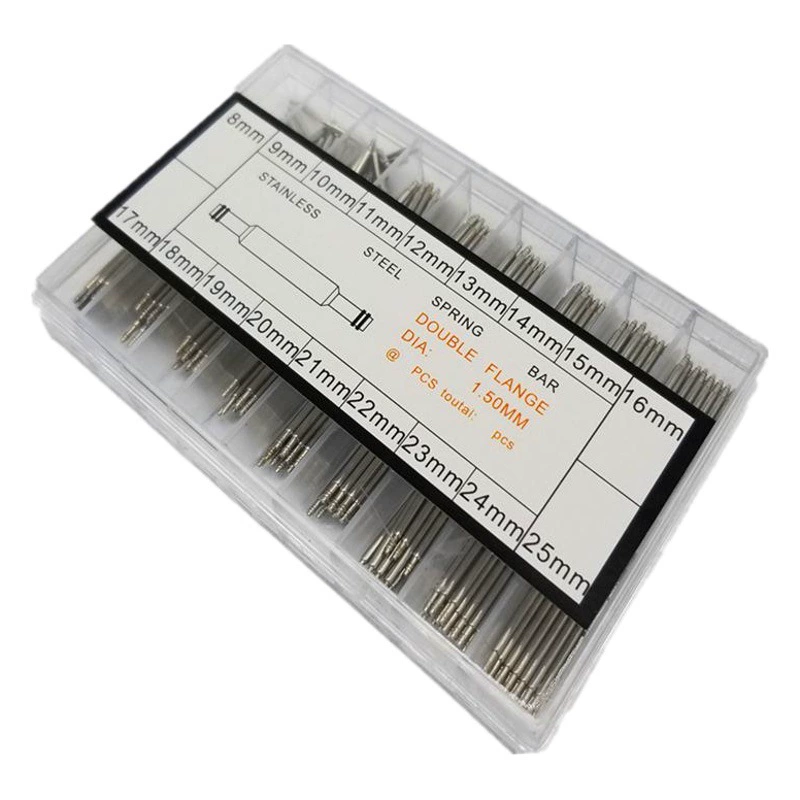 8mm 9mm 10mm 11mm 12mm 13mm 14mm 15mm 16mm
STAINLESS STEEL SPRING BAR
DOUBLE FLANGE
DIA: 1.50MM
@ PCS toutal: pcs
17mm 18mm 19mm 20mm 21mm 22mm 23mm 24mm 25mm